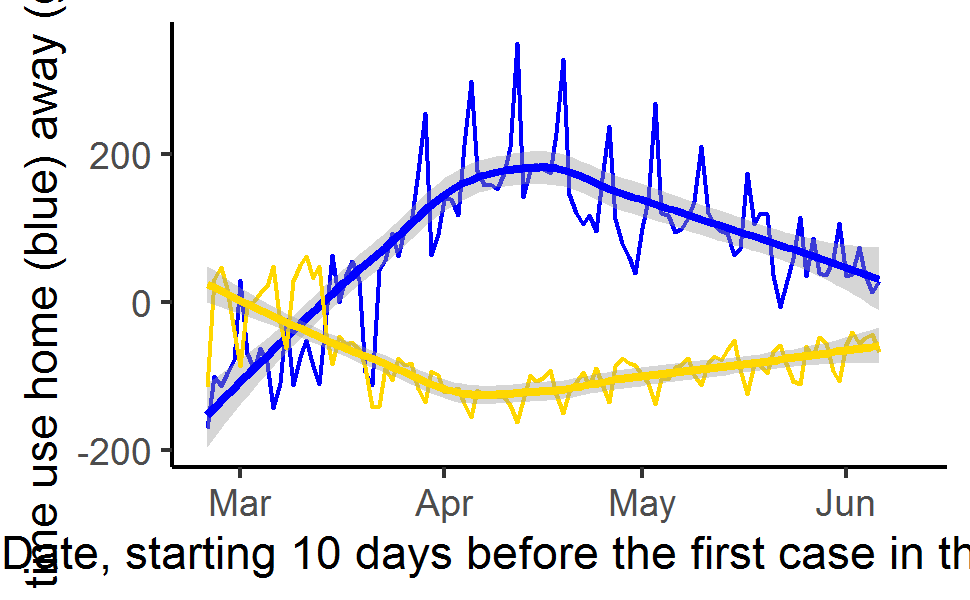 time use home (blue) away (g
200
0
-200
Mar Apr May Jun
Date, starting 10 days before the first case in th